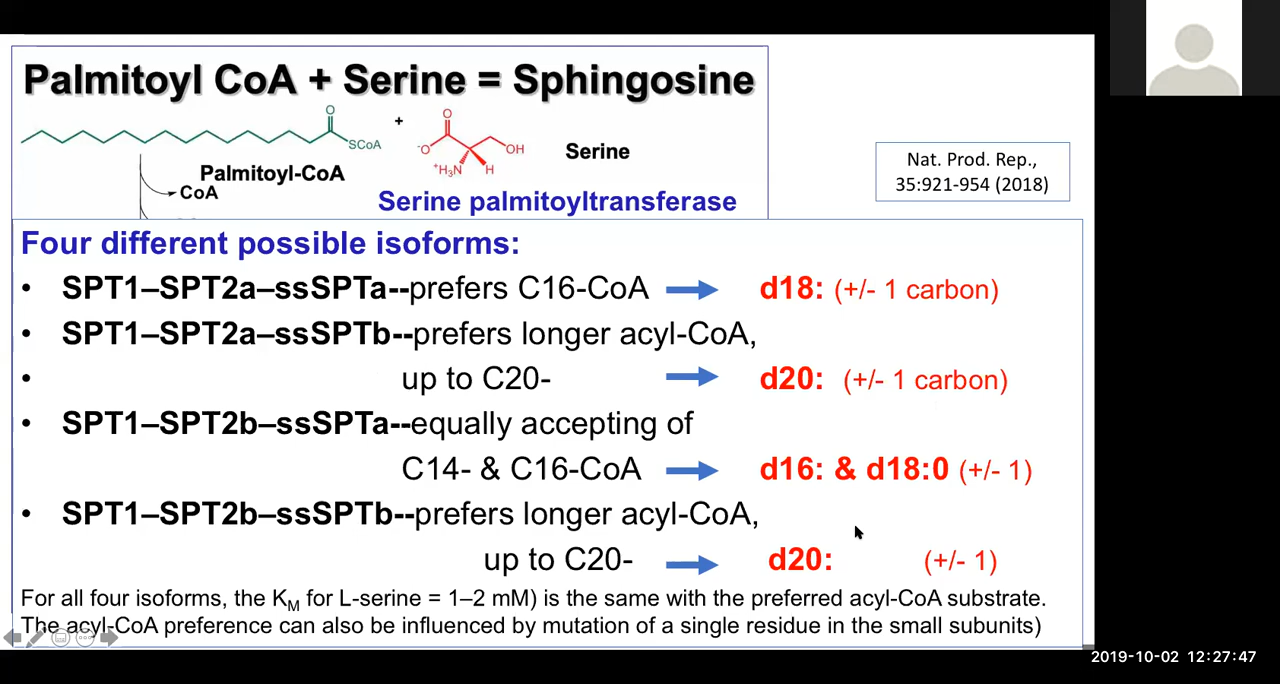 Palmitoyl CoA + Serine = Sphingosine
O
SCoA
+
O
-O
OH
+H3N
H
Serine
Palmitoyl-CoA
CoA
Serine palmitoyltransferase
Nat. Prod. Rep.,
35:921-954 (2018)
Four different possible isoforms:
• SPT1–SPT2a–ssSPTa--prefers C16-CoA d18: (+/- 1 carbon)
• SPT1–SPT2a–ssSPTb--prefers longer acyl-CoA,
• up to C20- d20: (+/- 1 carbon)
• SPT1–SPT2b–ssSPTa--equally accepting of
C14- & C16-CoA d16: & d18:0 (+/- 1)
• SPT1–SPT2b–ssSPTb--prefers longer acyl-CoA,
up to C20- d20: (+/- 1)
For all four isoforms, the KM for L-serine = 1–2 mM) is the same with the preferred acyl-CoA substrate.
The acyl-CoA preference can also be influenced by mutation of a single residue in the small subunits)
2019-10-02 12:27:47